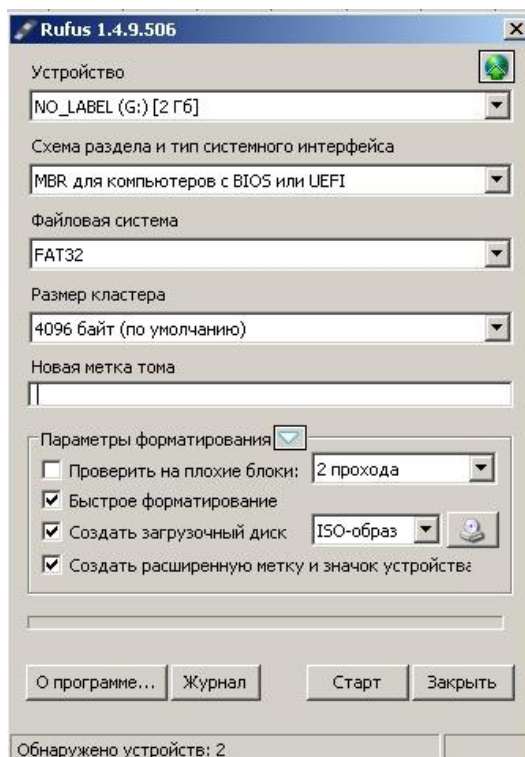 Rufus 1.4.9.506
Устройство
NO_LABEL (G:) [2 Гб]
Схема раздела и тип системного интерфейса
MBR для компьютеров с BIOS или UEFI
Файловая система
FAT32
Размер кластера
4096 байт (по умолчанию)
Новая метка тома
Параметры форматирования
Проверить на плохие блоки: 2 прохода
Быстрое форматирование
Создать загрузочный диск ISO-образ
Создать расширенную метку и значок устройства
О программе... Журнал Старт Закрыть
Обнаружено устройств: 2